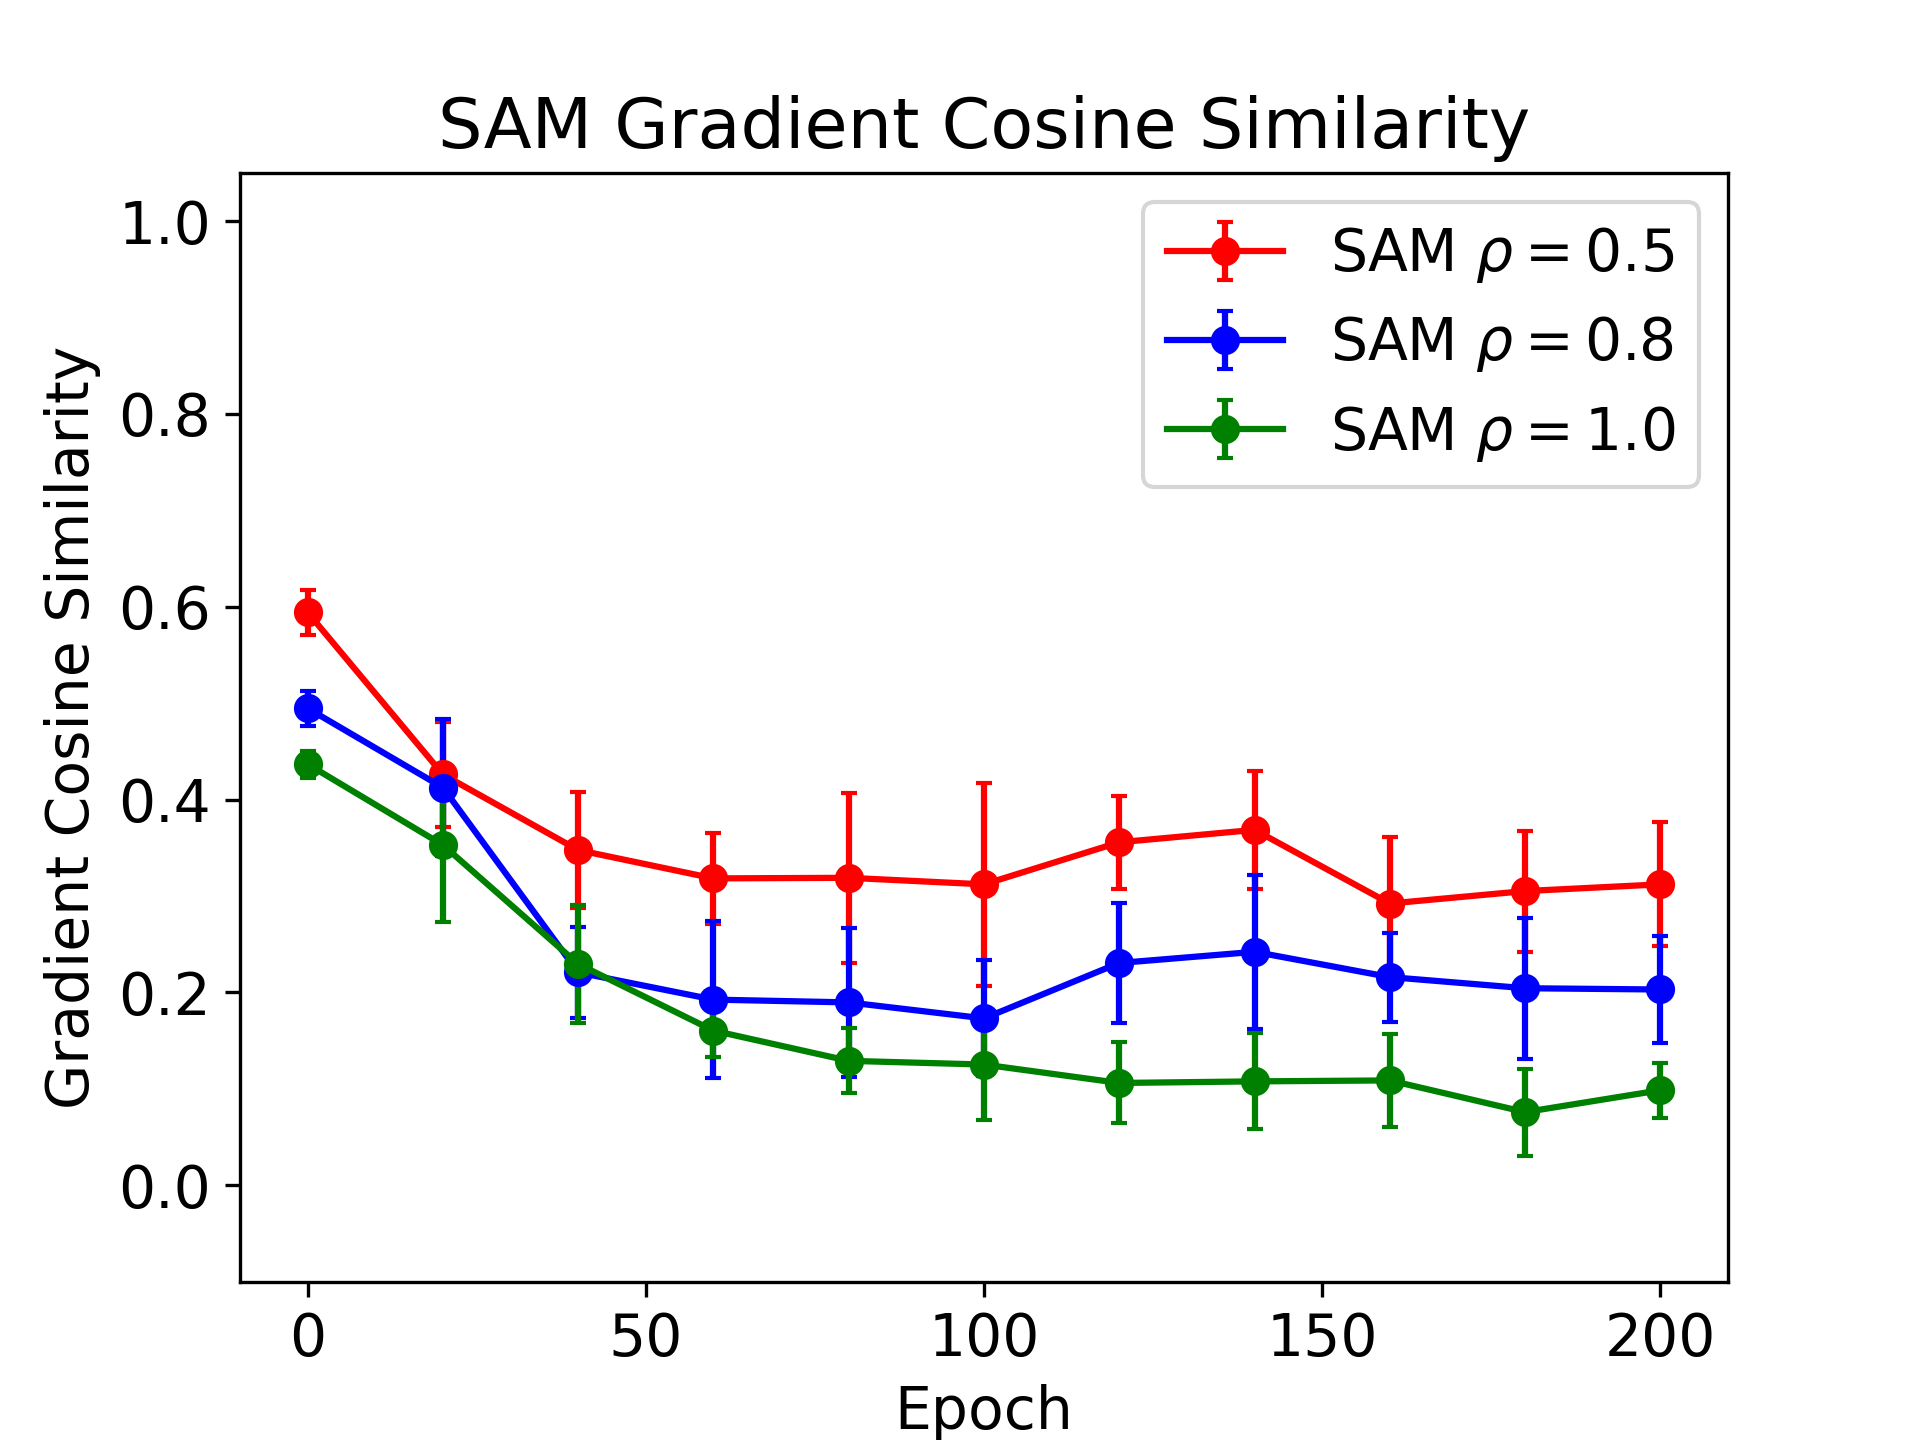 SAM Gradient Cosine Similarity
SAM ρ = 0.5
SAM ρ = 0.8
SAM ρ = 1.0
Gradient Cosine Similarity
1.0
0.8
0.6
0.4
0.2
0.0
0 50 100 150 200
Epoch